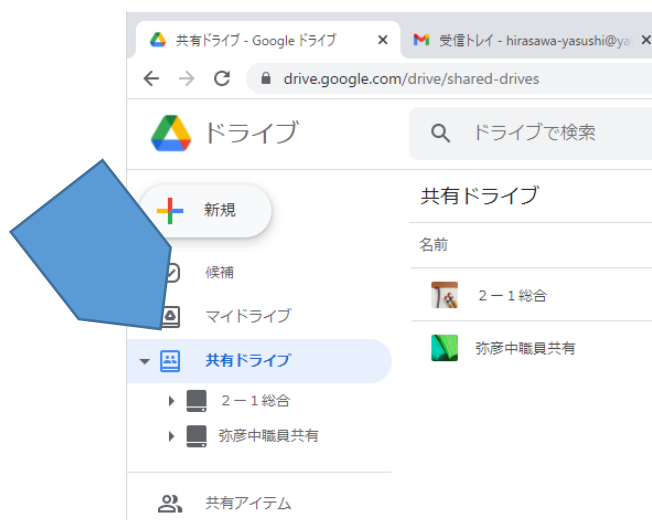 共有ドライブ - Google ドライブ
受信トレイ - hirasawa-yasushi@ya
drive.google.com/drive/shared-drives
ドライブ
ドライブで検索
新規
共有ドライブ
名前
候補
２－１総合
マイドライブ
弥彦中職員共有
共有ドライブ
２－１総合
弥彦中職員共有
共有アイテム